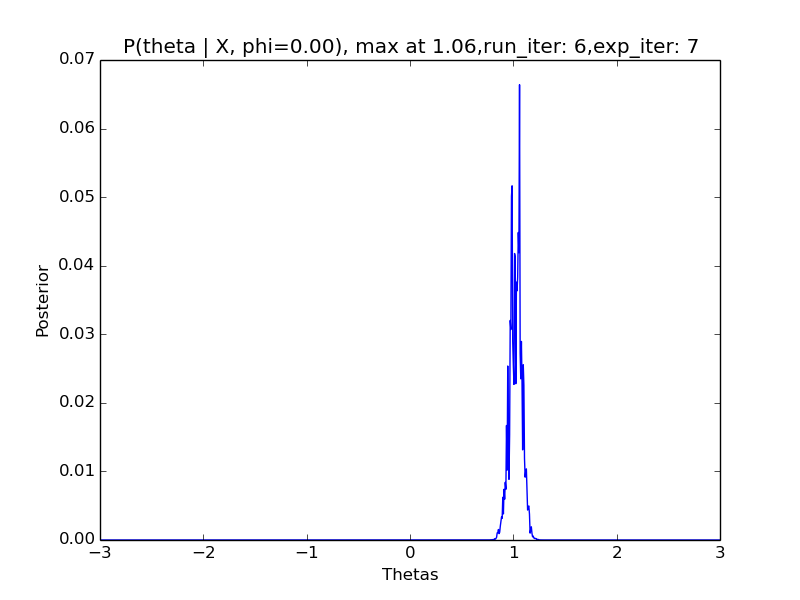 P(theta | X, phi=0.00), max at 1.06,run_iter: 6,exp_iter: 7
0.07
0.06
0.05
0.04
0.03
0.02
0.01
0.00
Posterior
−3 −2 −1 0 1 2 3
Thetas